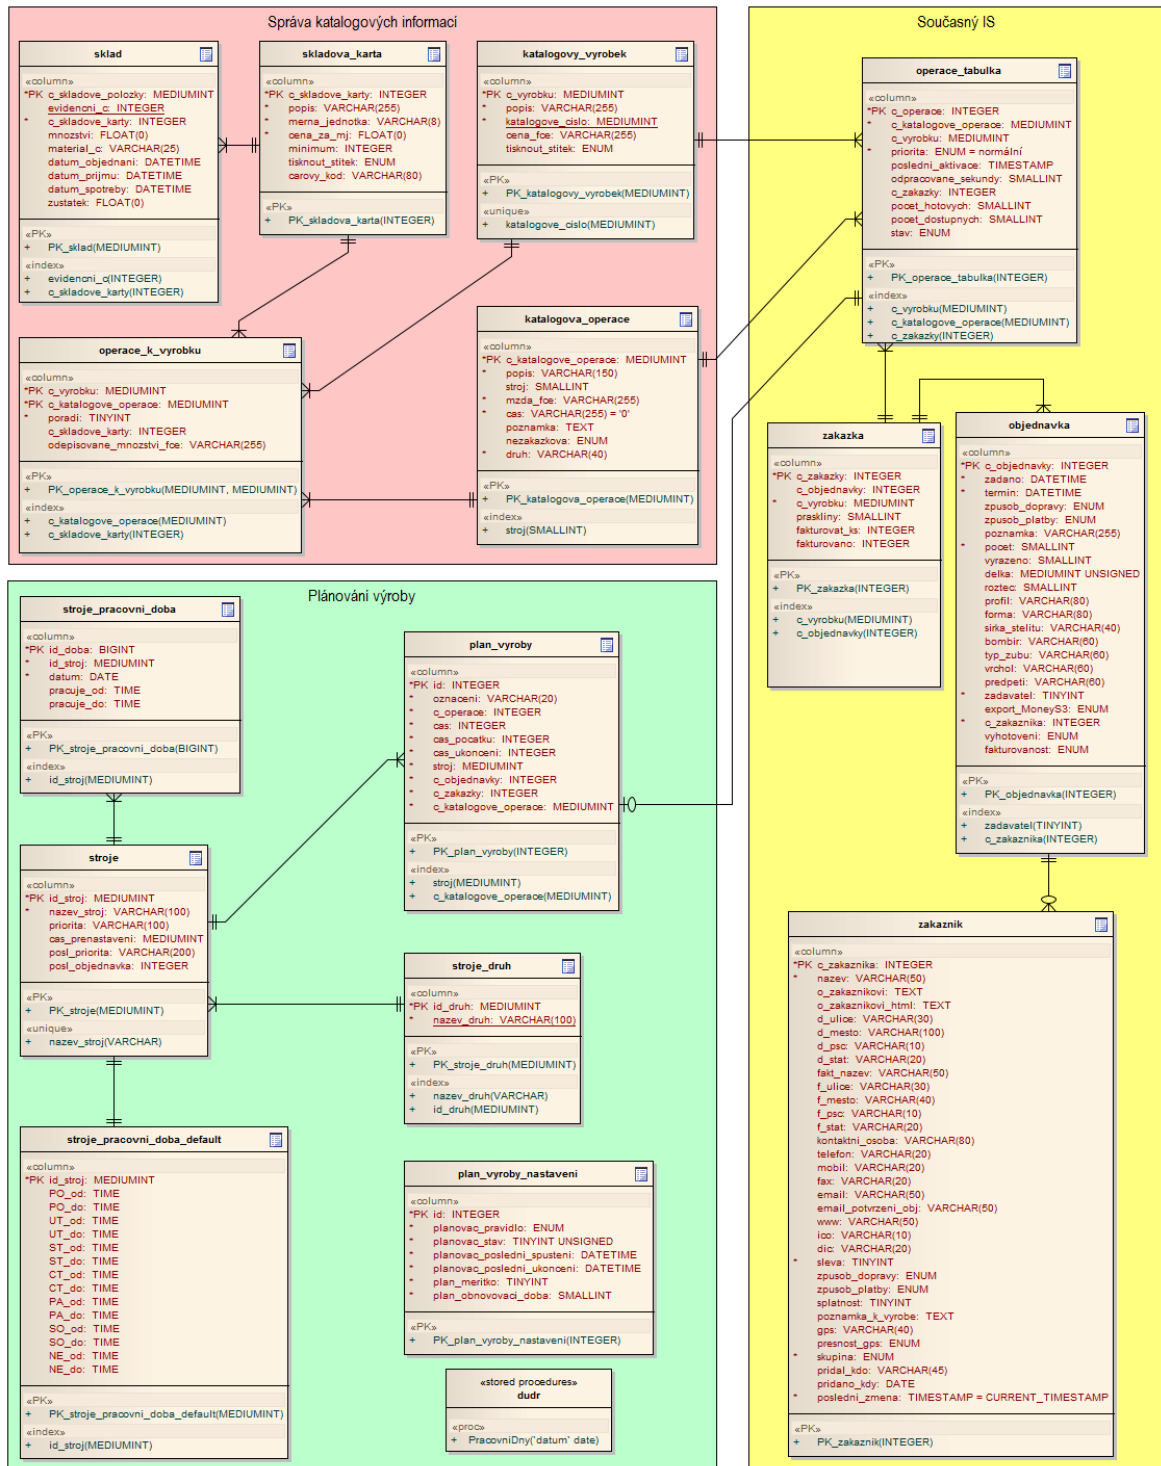 Správa katalogových informací
sklad
«column»
*PK c_skladove_polozky: MEDIUMINT
evidencni_c: INTEGER
* c_skladove_karty: INTEGER
mnozstvi: FLOAT(0)
material_c: VARCHAR(25)
datum_objednani: DATETIME
datum_prijmu: DATETIME
datum_spotreby: DATETIME
zustatek: FLOAT(0)
«PK»
+ PK_sklad(MEDIUMINT)
«index»
+ evidencni_c(INTEGER)
+ c_skladove_karty(INTEGER)
skladova_karta
«column»
*PK c_skladove_karty: INTEGER
* popis: VARCHAR(255)
* merna_jednotka: VARCHAR(8)
* cena_za_mj: FLOAT(0)
minimum: INTEGER
tisknout_stitek: ENUM
carovy_kod: VARCHAR(80)
«PK»
+ PK_skladova_karta(INTEGER)
katalogovy_vyrobek
«column»
*PK c_vyrobku: MEDIUMINT
* popis: VARCHAR(255)
* katalogove_cislo: MEDIUMINT
cena_fce: VARCHAR(255)
tisknout_stitek: ENUM
«PK»
+ PK_katalogovy_vyrobek(MEDIUMINT)
«unique»
+ katalogove_cislo(MEDIUMINT)
operace_k_vyrobku
«column»
*PK c_vyrobku: MEDIUMINT
*PK c_katalogove_operace: MEDIUMINT
* poradi: TINYINT
c_skladove_karty: INTEGER
odepisovane_mnozstvi_fce: VARCHAR(255)
«PK»
+ PK_operace_k_vyrobku(MEDIUMINT, MEDIUMINT)
«index»
+ c_katalogove_operace(MEDIUMINT)
+ c_skladove_karty(INTEGER)
katalogova_operace
«column»
*PK c_katalogove_operace: MEDIUMINT
* popis: VARCHAR(150)
stroj: SMALLINT
* mzda_fce: VARCHAR(255)
* cas: VARCHAR(255) = '0'
poznamka: TEXT
nezakazkova: ENUM
* druh: VARCHAR(40)
«PK»
+ PK_katalogova_operace(MEDIUMINT)
«index»
+ stroj(SMALLINT)
Současný IS
operace_tabulka
«column»
*PK c_operace: INTEGER
* c_katalogove_operace: MEDIUMINT
c_vyrobku: MEDIUMINT
* priorita: ENUM = normální
posledni_aktivace: TIMESTAMP
odpracovane_sekundy: SMALLINT
c_zakazky: INTEGER
pocet_hotovych: SMALLINT
pocet_dostupnych: SMALLINT
stav: ENUM
«PK»
+ PK_operace_tabulka(INTEGER)
«index»
+ c_vyrobku(MEDIUMINT)
+ c_katalogove_operace(MEDIUMINT)
+ c_zakazky(INTEGER)
zakazka
«column»
*PK c_zakazky: INTEGER
c_objednavky: INTEGER
* c_vyrobku: MEDIUMINT
praskliny: SMALLINT
fakturovat_ks: INTEGER
fakturovano: INTEGER
«PK»
+ PK_zakazka(INTEGER)
«index»
+ c_vyrobku(MEDIUMINT)
+ c_objednavky(INTEGER)
objednavka
«column»
*PK c_objednavky: INTEGER
* zadano: DATETIME
* termin: DATETIME
zpusob_dopravy: ENUM
zpusob_platby: ENUM
poznamka: VARCHAR(255)
* pocet: SMALLINT
vyrazeno: SMALLINT
delka: MEDIUMINT UNSIGNED
roztec: SMALLINT
profil: VARCHAR(80)
forma: VARCHAR(80)
sirka_stelitu: VARCHAR(40)
bombir: VARCHAR(60)
typ_zubu: VARCHAR(60)
vrchol: VARCHAR(60)
predpeti: VARCHAR(60)
* zadavatel: TINYINT
export_MoneyS3: ENUM
* c_zakaznika: INTEGER
vyhotoveni: ENUM
fakturovanost: ENUM
«PK»
+ PK_objednavka(INTEGER)
«index»
+ zadavatel(TINYINT)
+ c_zakaznika(INTEGER)
zakaznik
«column»
*PK c_zakaznika: INTEGER
* nazev: VARCHAR(50)
o_zakaznikovi: TEXT
o_zakaznikovi_html: TEXT
d_ulice: VARCHAR(30)
d_mesto: VARCHAR(100)
d_psc: VARCHAR(10)
d_stat: VARCHAR(20)
fakt_nazev: VARCHAR(50)
f_ulice: VARCHAR(30)
f_mesto: VARCHAR(40)
f_psc: VARCHAR(10)
f_stat: VARCHAR(20)
kontaktni_osoba: VARCHAR(80)
telefon: VARCHAR(20)
mobil: VARCHAR(20)
fax: VARCHAR(20)
email: VARCHAR(50)
email_potvrzeni_obj: VARCHAR(50)
www: VARCHAR(50)
ico: VARCHAR(10)
dic: VARCHAR(20)
* sleva: TINYINT
zpusob_dopravy: ENUM
zpusob_platby: ENUM
splatnost: TINYINT
poznamka_k_vyrobe: TEXT
gps: VARCHAR(40)
presnost_gps: ENUM
* skupina: ENUM
pridal_kdo: VARCHAR(45)
pridano_kdy: DATE
* posledni_zmena: TIMESTAMP = CURRENT_TIMESTAMP
«PK»
+ PK_zakaznik(INTEGER)
Plánování výroby
stroje_pracovni_doba
«column»
*PK id_doba: BIGINT
* id_stroj: MEDIUMINT
* datum: DATE
pracuje_od: TIME
pracuje_do: TIME
«PK»
+ PK_stroje_pracovni_doba(BIGINT)
«index»
+ id_stroj(MEDIUMINT)
plan_vyroby
«column»
*PK id: INTEGER
* oznaceni: VARCHAR(20)
* c_operace: INTEGER
* cas: INTEGER
* cas_pocatku: INTEGER
* cas_ukonceni: INTEGER
* stroj: MEDIUMINT
* c_objednavky: INTEGER
* c_zakazky: INTEGER
* c_katalogove_operace: MEDIUMINT
«PK»
+ PK_plan_vyroby(INTEGER)
«index»
+ stroj(MEDIUMINT)
+ c_katalogove_operace(MEDIUMINT)
stroje
«column»
*PK id_stroj: MEDIUMINT
* nazev_stroj: VARCHAR(100)
priorita: VARCHAR(100)
cas_prenastaveni: MEDIUMINT
posl_priorita: VARCHAR(200)
posl_objednavka: INTEGER
«PK»
+ PK_stroje(MEDIUMINT)
«unique»
+ nazev_stroj(VARCHAR)
stroje_druh
«column»
*PK id_druh: MEDIUMINT
* nazev_druh: VARCHAR(100)
«PK»
+ PK_stroje_druh(MEDIUMINT)
«index»
+ nazev_druh(VARCHAR)
+ id_druh(MEDIUMINT)
stroje_pracovni_doba_default
«column»
*PK id_stroj: MEDIUMINT
PO_od: TIME
PO_do: TIME
UT_od: TIME
UT_do: TIME
ST_od: TIME
ST_do: TIME
CT_od: TIME
CT_do: TIME
PA_od: TIME
PA_do: TIME
SO_od: TIME
SO_do: TIME
NE_od: TIME
NE_do: TIME
«PK»
+ PK_stroje_pracovni_doba_default(MEDIUMINT)
«index»
+ id_stroj(MEDIUMINT)
plan_vyroby_nastaveni
«column»
*PK id: INTEGER
* planovac_pravidlo: ENUM
* planovac_stav: TINYINT UNSIGNED
* planovac_posledni_spusteni: DATETIME
* planovac_posledni_ukonceni: DATETIME
* plan_meritko: TINYINT
* plan_obnovovaci_doba: SMALLINT
«PK»
+ PK_plan_vyroby_nastaveni(INTEGER)
«stored procedures»
dudr
«proc»
+ PracovniDny('datum' date)